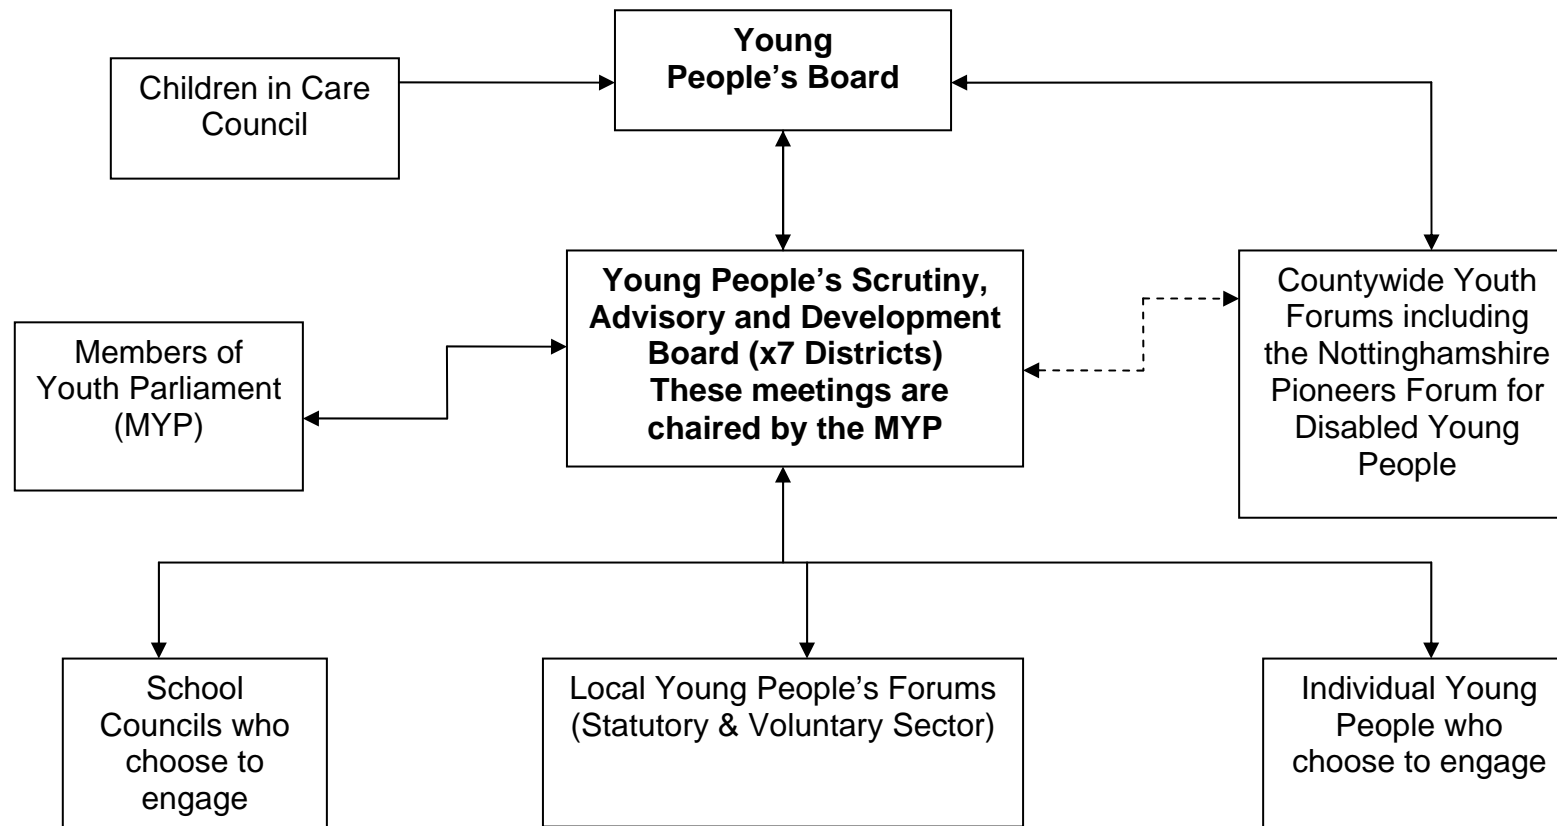 Young
People’s Board
Children in Care
Council
Young People’s Scrutiny,
Advisory and Development
Board (x7 Districts)
These meetings are
chaired by the MYP
Countywide Youth
Forums including
the Nottinghamshire
Pioneers Forum for
Disabled Young
People
Members of
Youth Parliament
(MYP)
School
Councils who
choose to
engage
Local Young People’s Forums
(Statutory & Voluntary Sector)
Individual Young
People who
choose to engage